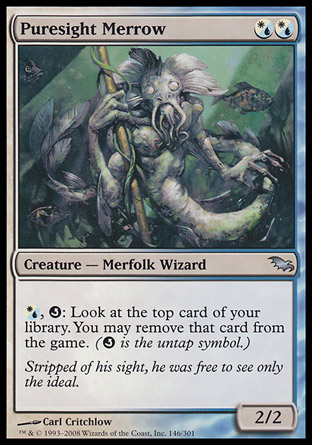 Puresight Merrow
Creature — Merfolk Wizard
, : Look at the top card of your
library. You may remove that card from
the game. ( is the untap symbol.)
Stripped of his sight, he was free to see only
the ideal.
Carl Critchlow
™ & © 1993–2008 Wizards of the Coast, Inc. 146/301
2/2